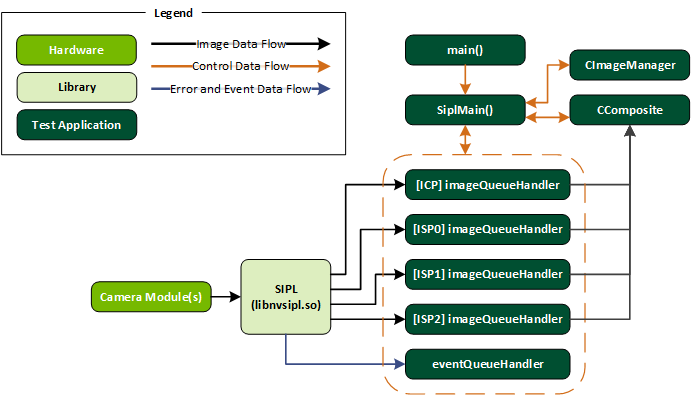 Legend
Hardware
Library
Test Application
Image Data Flow
Control Data Flow
Error and Event Data Flow
main()
SiplMain()
CImageManager
CComposite
[ICP] imageQueueHandler
[ISP0] imageQueueHandler
[ISP1] imageQueueHandler
[ISP2] imageQueueHandler
eventQueueHandler
Camera Module(s)
SIPL
(libnvsipl.so)